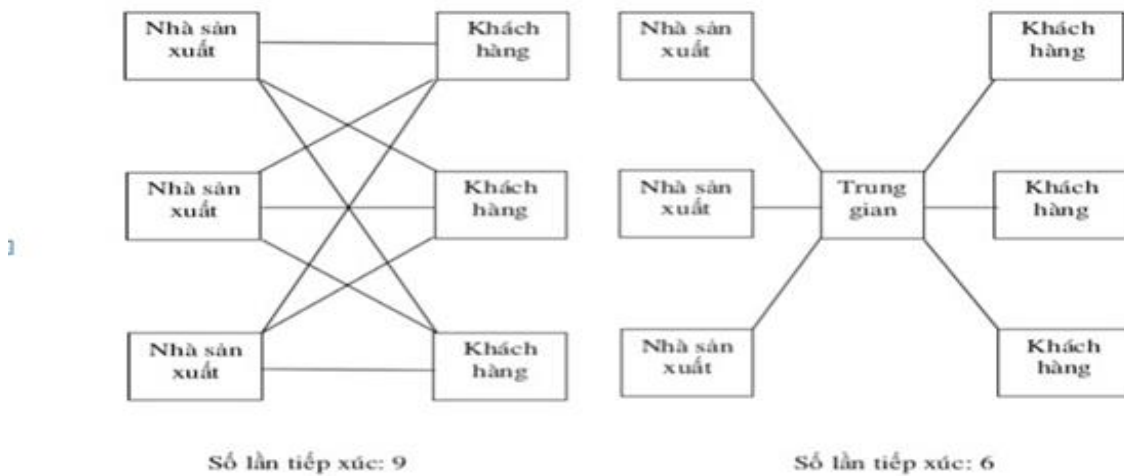 Nhà sản
xuất
Khách
hàng
Nhà sản
xuất
Khách
hàng
Nhà sản
xuất
Khách
hàng
Số lần tiếp xúc: 9
Nhà sản
xuất
Khách
hàng
Nhà sản
xuất
Trung
gian
Khách
hàng
Nhà sản
xuất
Khách
hàng
Số lần tiếp xúc: 6